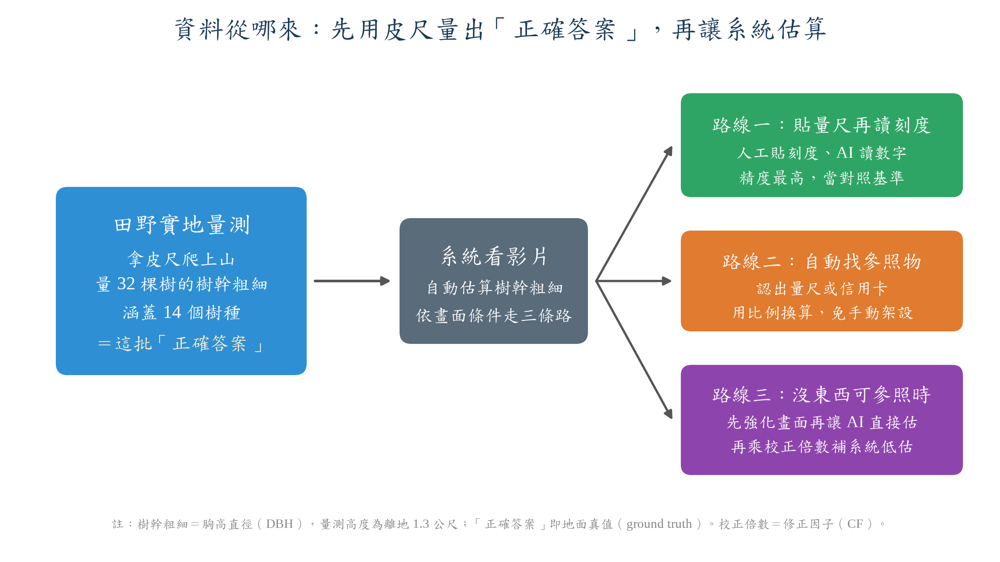 資料從哪來：先用皮尺量出「正確答案」，再讓系統估算
田野實地量測
拿皮尺爬上山
量 32 棵樹的樹幹粗細
涵蓋 14 個樹種
＝這批「正確答案」
系統看影片
自動估算樹幹粗細
依畫面條件走三條路
路線一：貼量尺再讀刻度
人工貼刻度、AI 讀數字
精度最高，當對照基準
路線二：自動找參照物
認出量尺或信用卡
用比例換算，免手動架設
路線三：沒東西可參照時
先強化畫面再讓 AI 直接估
再乘校正倍數補系統低估
註：樹幹粗細＝胸高直徑（DBH），量測高度為離地 1.3 公尺；「正確答案」即地面真值（ground truth）。校正倍數＝修正因子（CF）。